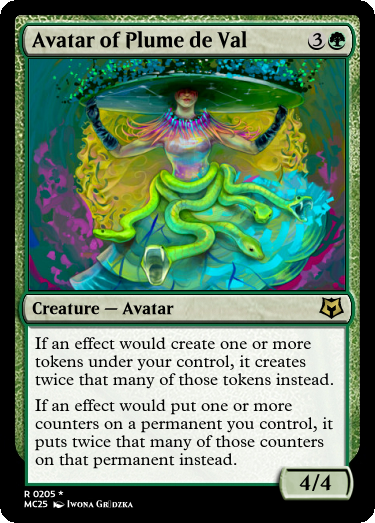 Avatar of Plume de Val 3
Creature — Avatar
If an effect would create one or more
tokens under your control, it creates
twice that many of those tokens instead.
If an effect would put one or more
counters on a permanent you control, it
puts twice that many of those counters
on that permanent instead.
4/4
R 0205 *
MC25 Iwona Gr